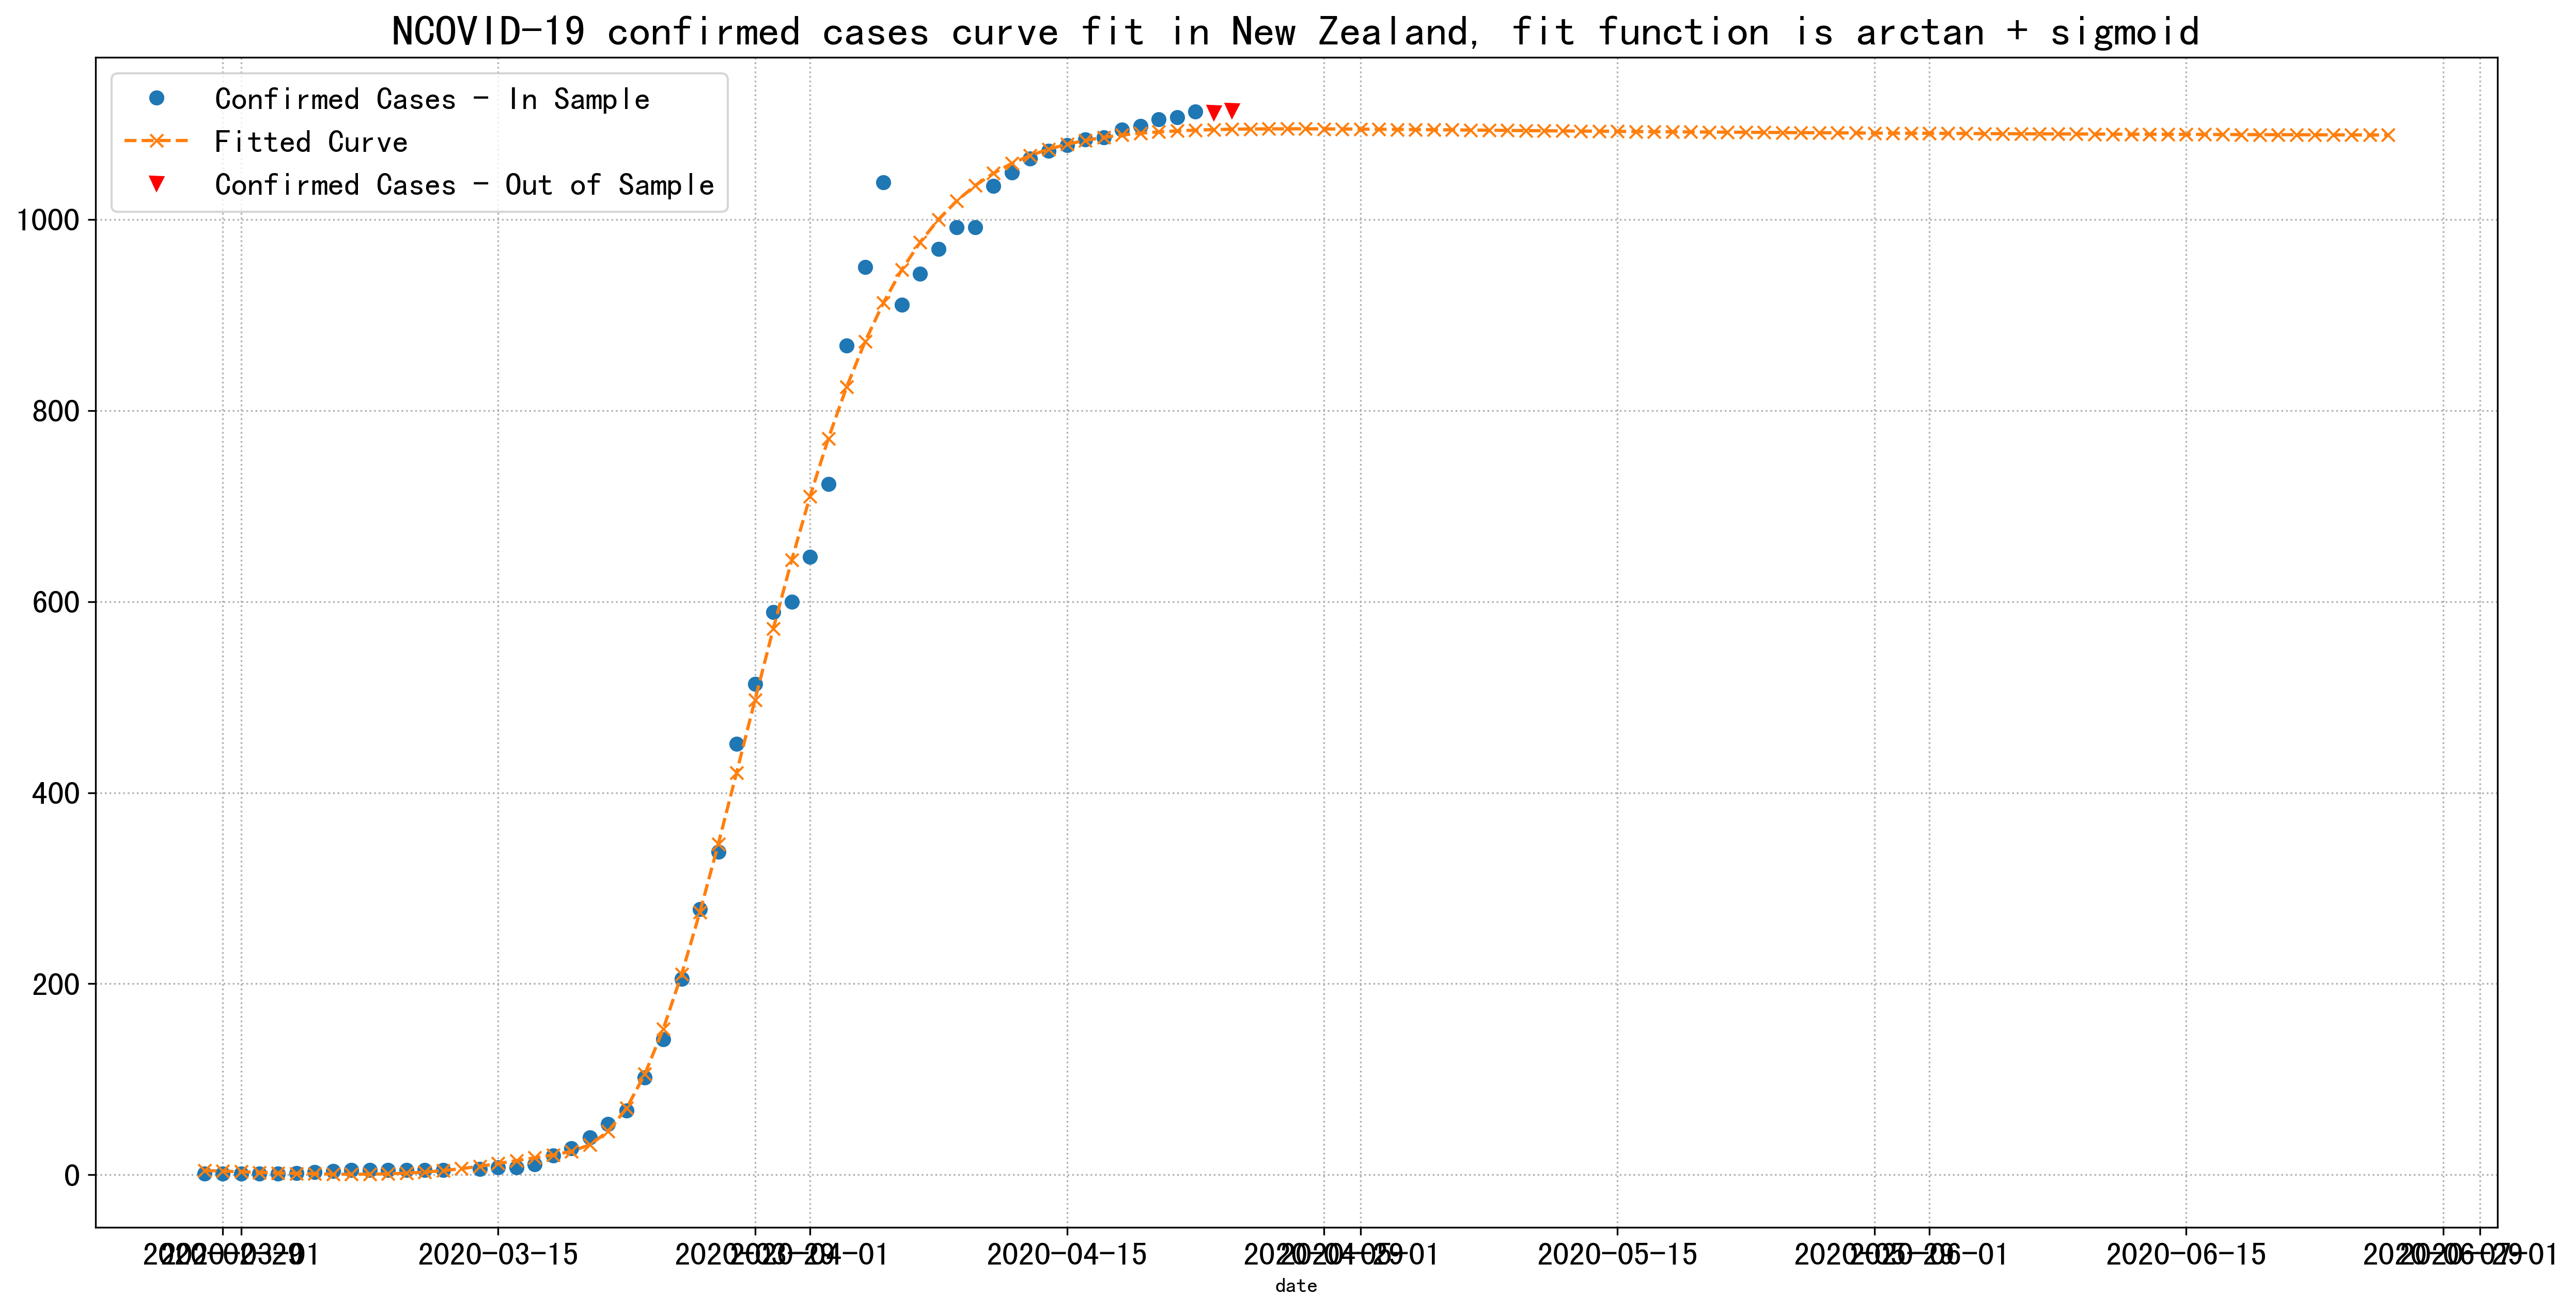 NCOVID-19 confirmed cases curve fit in New Zealand, fit function is arctan + sigmoid
Confirmed Cases - In Sample
Fitted Curve
Confirmed Cases - Out of Sample
1000
800
600
400
200
0
2020-03-15
2020-04-15
2020-05-15
2020-06-15
date